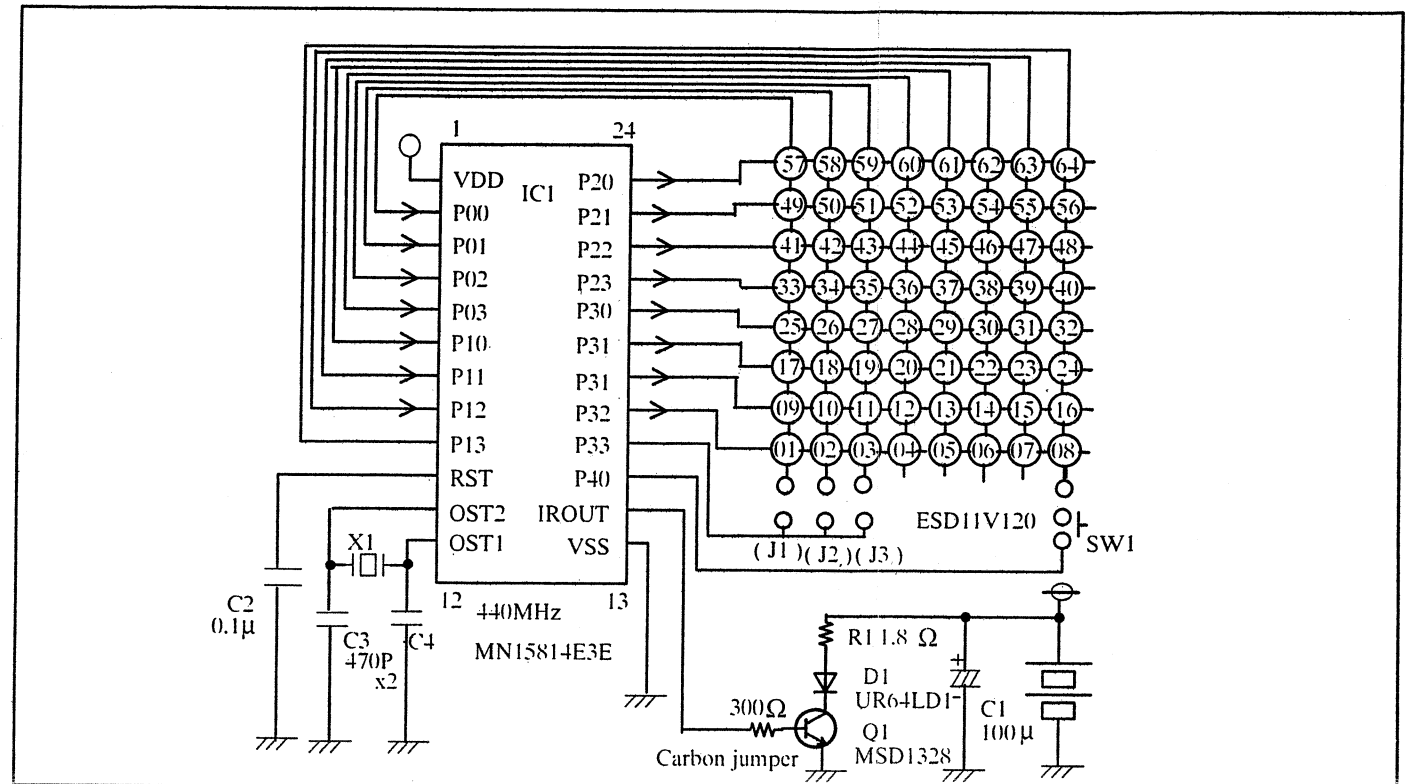 1 24
VDD IC1 P20
P00 P21
P01 P22
P02 P23
P03 P30
P10 P31
P11 P31
P12 P32
P13 P33
RST P40
OST2 IROUT
OST1 VSS
12 13
440MHz
MN15814E3E
57 58 59 60 61 62 63 64
49 50 51 52 53 54 55 56
41 42 43 44 45 46 47 48
33 34 35 36 37 38 39 40
25 26 27 28 29 30 31 32
17 18 19 20 21 22 23 24
09 10 11 12 13 14 15 16
01 02 03 04 05 06 07 08
ESD11V120
SW1
( J1 ) ( J2 ) ( J3 )
X1
C2
0.1μ
C3
470P
x2
C4
R1 1.8 Ω
D1
UR64LD1
300Ω
Q1
MSD1328
Carbon jumper
+
-
C1
100μ